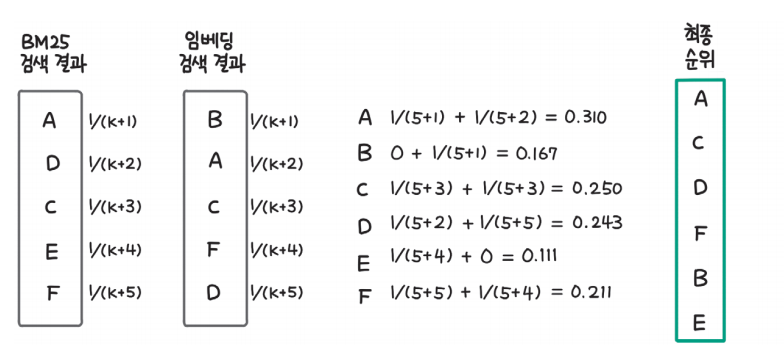 BM25
검색 결과
A 1/(k+1)
D 1/(k+2)
C 1/(k+3)
E 1/(k+4)
F 1/(k+5)
임베딩
검색 결과
B 1/(k+1)
A 1/(k+2)
C 1/(k+3)
F 1/(k+4)
D 1/(k+5)
A 1/(5+1) + 1/(5+2) = 0.310
B 0 + 1/(5+1) = 0.167
C 1/(5+3) + 1/(5+3) = 0.250
D 1/(5+2) + 1/(5+5) = 0.243
E 1/(5+4) + 0 = 0.111
F 1/(5+5) + 1/(5+4) = 0.211
최종
순위
A
C
D
F
B
E